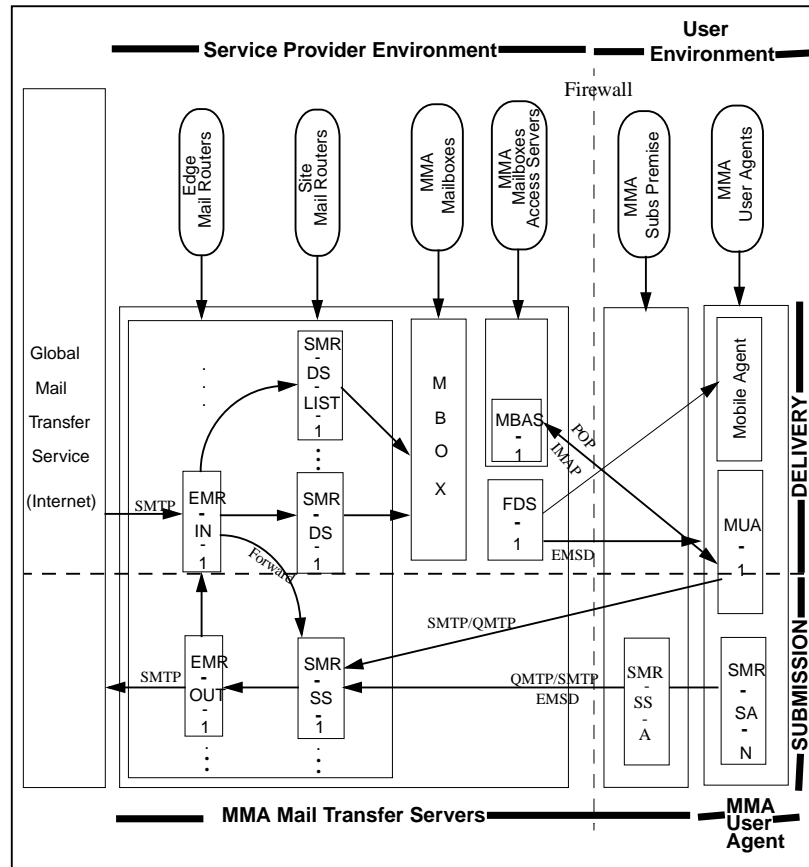 Service Provider Environment
User
Environment
Firewall
Edge
Mail Routers
Site
Mail Routers
MMA
Mailboxes
MMA
Mailboxes
Access Servers
MMA
Subs Premise
MMA
User Agents
Global
Mail
Transfer
Service
(Internet)
SMTP
EMR
-
IN
-
1
SMR
-
DS
-
LIST
-
1
SMR
-
DS
-
1
Forward
M
B
O
X
MBAS
-
1
FDS
-
1
POP
IMAP
EMSD
Mobile Agent
MUA
-
1
DELIVERY
SMTP/QMTP
SMTP
EMR
-
OUT
-
1
SMR
-
SS
-
1
QMTP/SMTP
EMSD
SMR
-
SS
-
A
SMR
-
SA
-
N
SUBMISSION
MMA Mail Transfer Servers
MMA
User
Agent